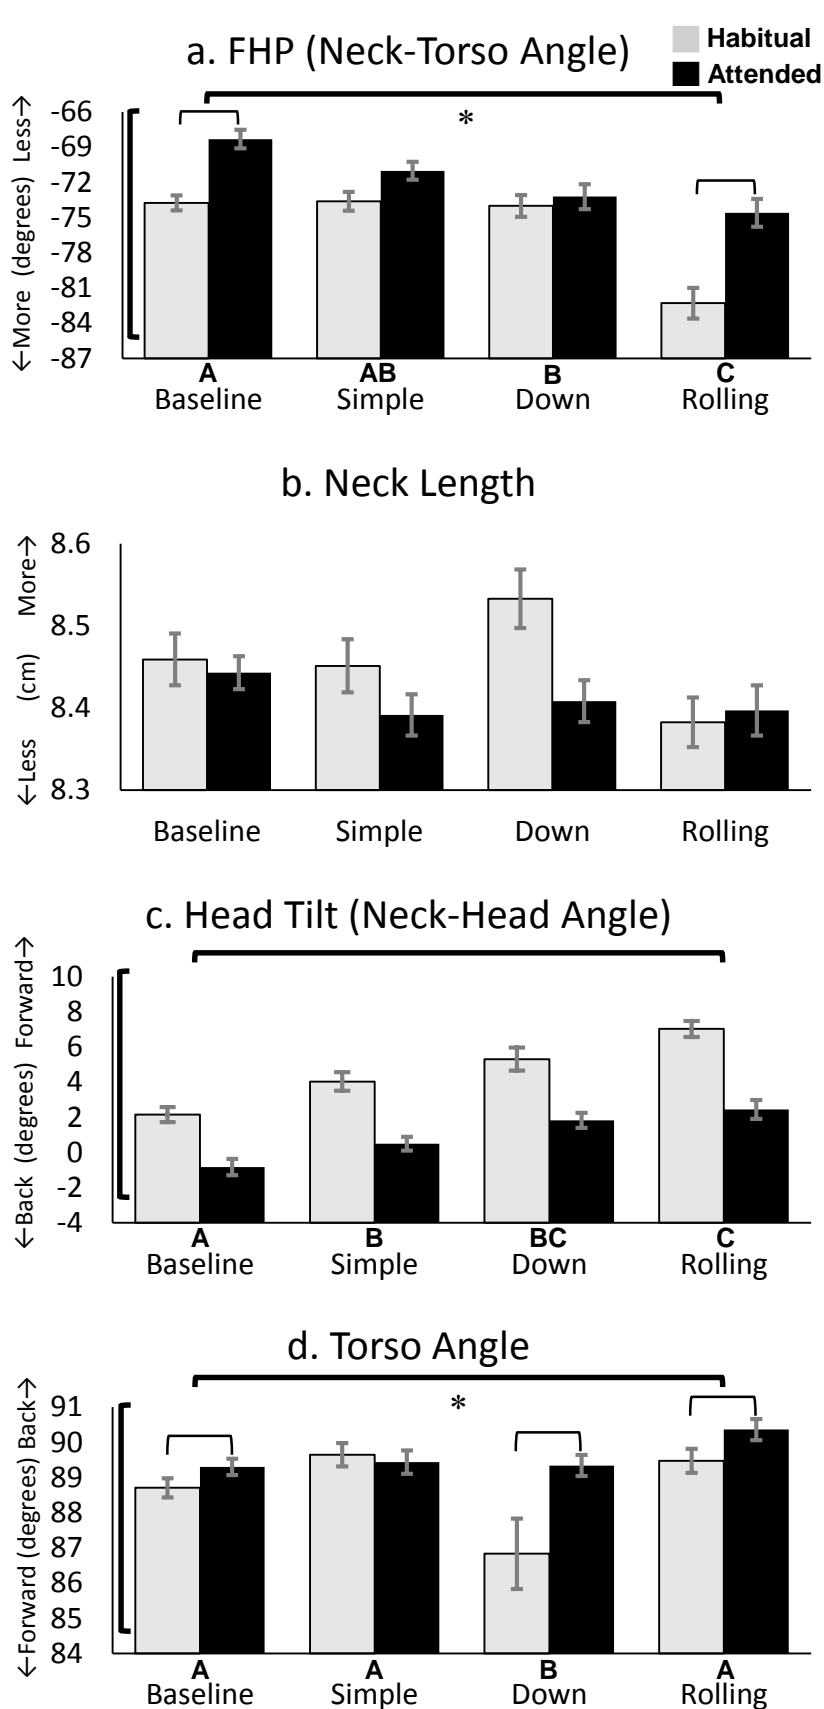 a. FHP (Neck-Torso Angle)
Habitual
Attended
←More (degrees) Less→
-66
-69
-72
-75
-78
-81
-84
-87
*
A AB B C
Baseline Simple Down Rolling
b. Neck Length
←Less (cm) More→
8.6
8.5
8.4
8.3
Baseline Simple Down Rolling
c. Head Tilt (Neck-Head Angle)
←Back (degrees) Forward→
10
8
6
4
2
0
-2
-4
A B BC C
Baseline Simple Down Rolling
d. Torso Angle
←Forward (degrees) Back→
91
90
89
88
87
86
85
84
*
A A B A
Baseline Simple Down Rolling